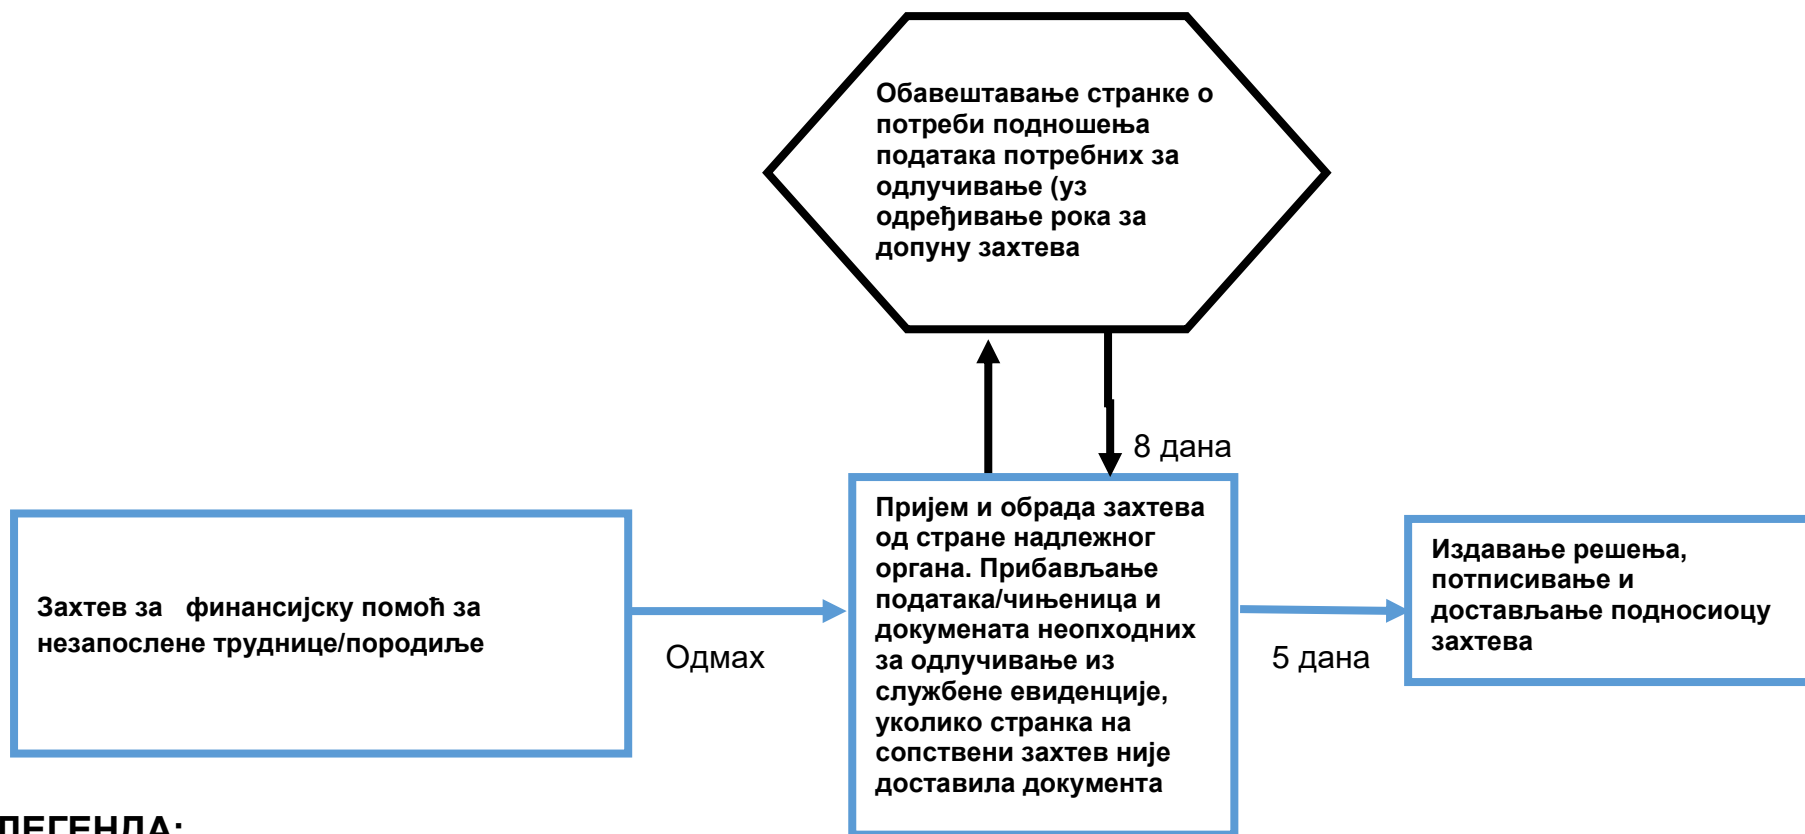 Обавештавање странке о
потреби подношења
података потребних за
одлучивање (уз
одређивање рока за
допуну захтева
8 дана
Захтев за финансијску помоћ за
незапослене труднице/породиље
Одмах
Пријем и обрада захтева
од стране надлежног
органа. Прибављање
података/чињеница и
докумената неопходних
за одлучивање из
службене евиденције,
уколико странка на
сопствени захтев није
доставила документа
5 дана
Издавање решења,
потписивање и
достављање подносиоцу
захтева
ЛЕГЕНДА: